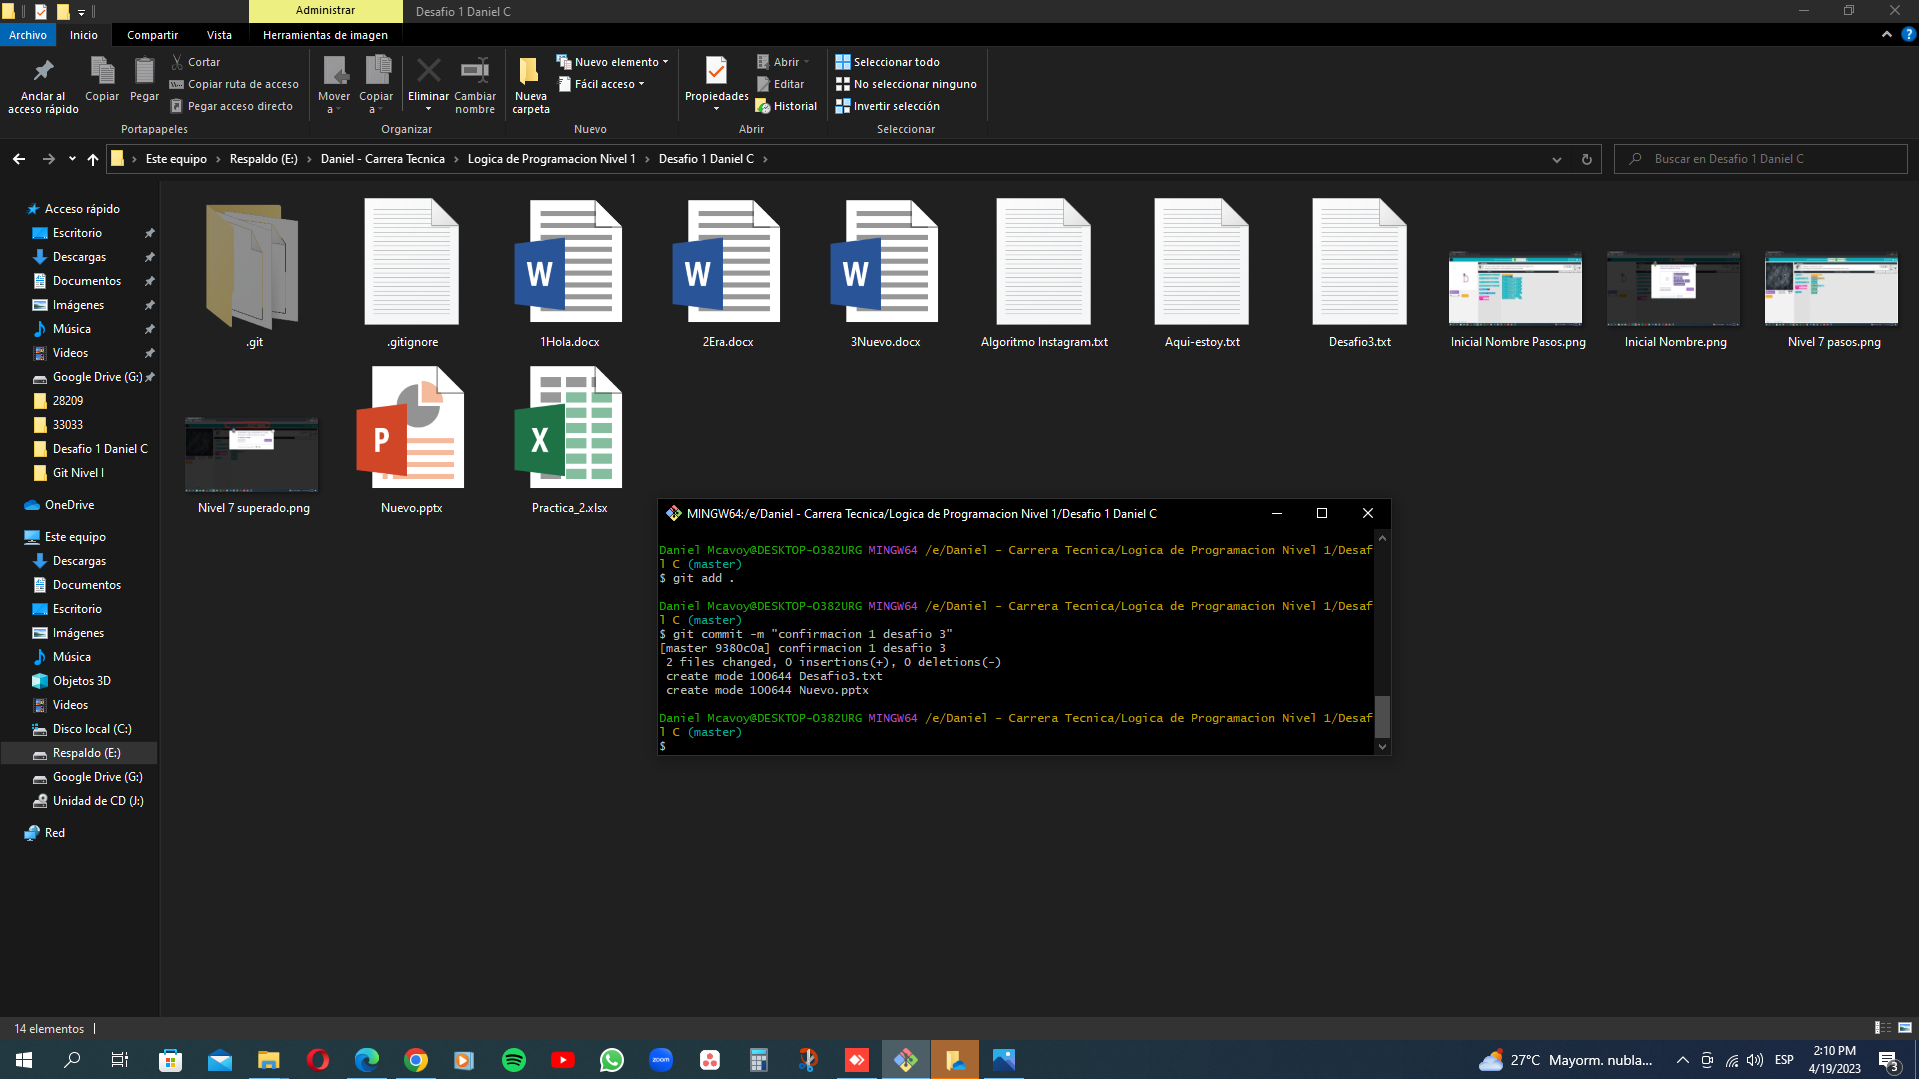 Administrar
Desafio 1 Daniel C
Archivo
Inicio
Compartir
Vista
Herramientas de imagen
Anclar al acceso rápido
Copiar
Pegar
Cortar
Copiar ruta de acceso
Pegar acceso directo
Portapapeles
Mover a
Copiar a
Eliminar
Cambiar nombre
Organizar
Nueva carpeta
Nuevo elemento
Fácil acceso
Nuevo
Propiedades
Abrir
Editar
Historial
Abrir
Seleccionar todo
No seleccionar ninguno
Invertir selección
Seleccionar
Este equipo > Respaldo (E:) > Daniel - Carrera Tecnica > Logica de Programacion Nivel 1 > Desafio 1 Daniel C >
Buscar en Desafio 1 Daniel C
Acceso rápido
Escritorio
Descargas
Documentos
Imágenes
Música
Videos
Google Drive (G:)
28209
33033
Desafio 1 Daniel C
Git Nivel I
OneDrive
Este equipo
Descargas
Documentos
Escritorio
Imágenes
Música
Objetos 3D
Videos
Disco local (C:)
Respaldo (E:)
Google Drive (G:)
Unidad de CD (J:)
Red
.git
.gitignore
1Hola.docx
2Era.docx
3Nuevo.docx
Algoritmo Instagram.txt
Aqui-estoy.txt
Desafio3.txt
Inicial Nombre Pasos.png
Inicial Nombre.png
Nivel 7 pasos.png
Nivel 7 superado.png
Nuevo.pptx
Practica_2.xlsx
MINGW64:/e/Daniel - Carrera Tecnica/Logica de Programacion Nivel 1/Desafio 1 Daniel C
Daniel Mcavoy@DESKTOP-O382URG MINGW64 /e/Daniel - Carrera Tecnica/Logica de Programacion Nivel 1/Desaf
l C (master)
$ git add .
Daniel Mcavoy@DESKTOP-O382URG MINGW64 /e/Daniel - Carrera Tecnica/Logica de Programacion Nivel 1/Desaf
l C (master)
$ git commit -m "confirmacion 1 desafio 3"
[master 9380c0a] confirmacion 1 desafio 3
2 files changed, 0 insertions(+), 0 deletions(-)
create mode 100644 Desafio3.txt
create mode 100644 Nuevo.pptx
Daniel Mcavoy@DESKTOP-O382URG MINGW64 /e/Daniel - Carrera Tecnica/Logica de Programacion Nivel 1/Desaf
l C (master)
$
14 elementos
zoom
27°C Mayorm. nubla...
ESP
2:10 PM
4/19/2023
3